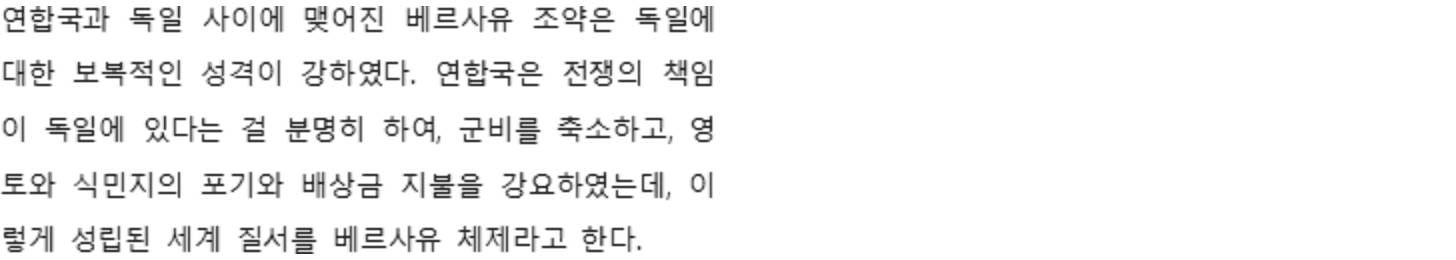 연합국과 독일 사이에 맺어진 베르사유 조약은 독일에
대한 보복적인 성격이 강하였다. 연합국은 전쟁의 책임
이 독일에 있다는 걸 분명히 하여, 군비를 축소하고, 영
토와 식민지의 포기와 배상금 지불을 강요하였는데, 이
렇게 성립된 세계 질서를 베르사유 체제라고 한다.